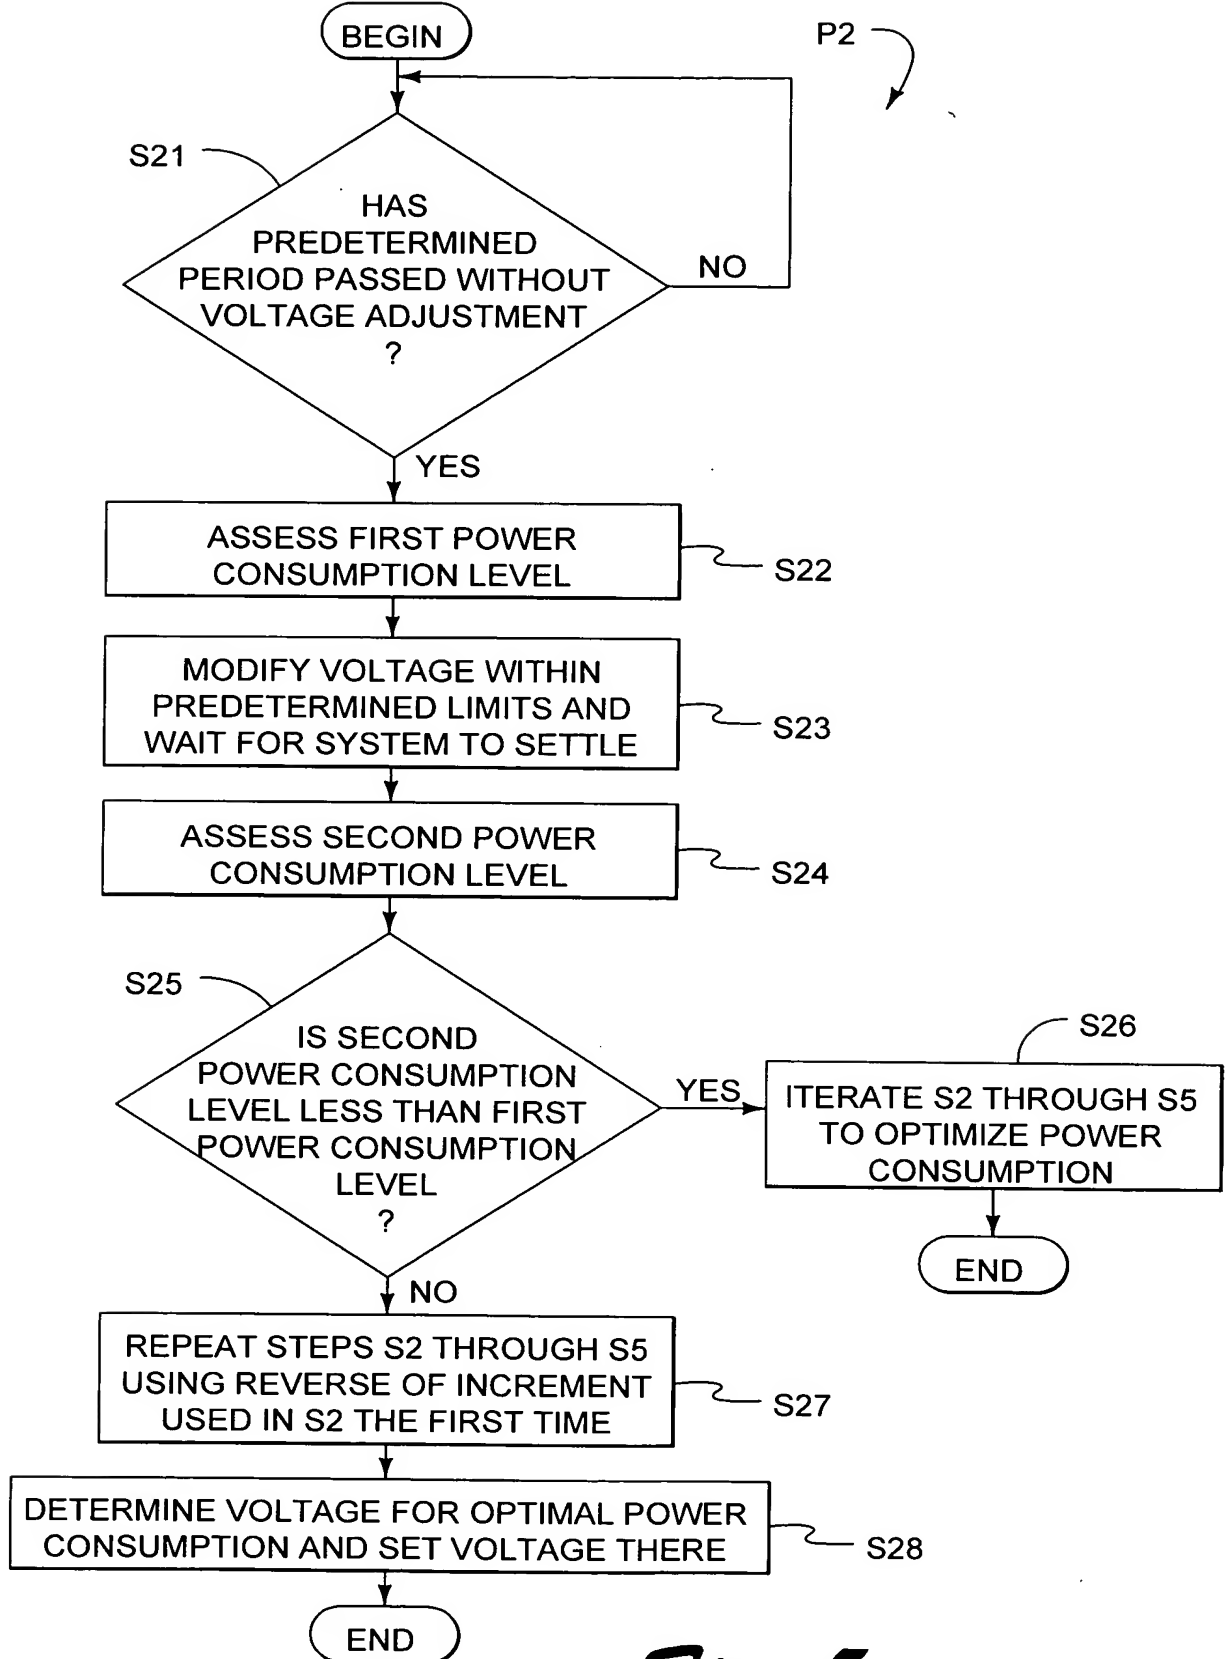 BEGIN
P2
S21
HAS
PREDETERMINED
PERIOD PASSED WITHOUT
VOLTAGE ADJUSTMENT
?
NO
YES
ASSESS FIRST POWER
CONSUMPTION LEVEL
S22
MODIFY VOLTAGE WITHIN
PREDETERMINED LIMITS AND
WAIT FOR SYSTEM TO SETTLE
S23
ASSESS SECOND POWER
CONSUMPTION LEVEL
S24
S25
IS SECOND
POWER CONSUMPTION
LEVEL LESS THAN FIRST
POWER CONSUMPTION
LEVEL
?
YES
S26
ITERATE S2 THROUGH S5
TO OPTIMIZE POWER
CONSUMPTION
END
NO
REPEAT STEPS S2 THROUGH S5
USING REVERSE OF INCREMENT
USED IN S2 THE FIRST TIME
S27
DETERMINE VOLTAGE FOR OPTIMAL POWER
CONSUMPTION AND SET VOLTAGE THERE
S28
END